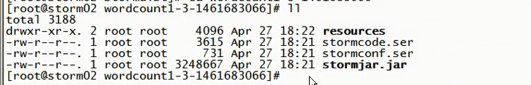 [root@storm02 wordcount1-3-1461683066]# ll
total 3188
drwxr-xr-x. 2 root root    4096 Apr 27 18:22 resources
-rw-r--r--. 1 root root    3615 Apr 27 18:21 stormcode.ser
-rw-r--r--. 1 root root     731 Apr 27 18:21 stormconf.ser
-rw-r--r--. 1 root root 3248667 Apr 27 18:21 stormjar.jar
[root@storm02 wordcount1-3-1461683066]#